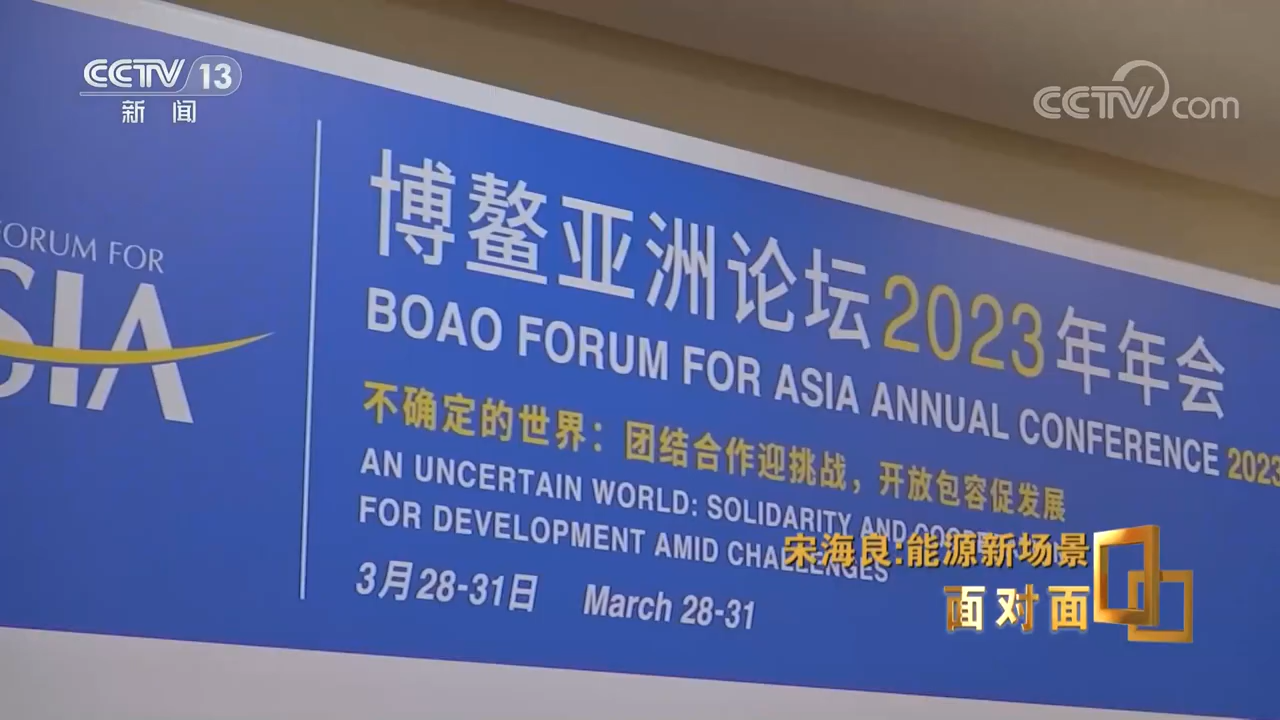 CCTV 13
新闻
CCTV.com
FORUM FOR
SIA
博鳌亚洲论坛2023年年会
BOAO FORUM FOR ASIA ANNUAL CONFERENCE 2023
不确定的世界：团结合作迎挑战，开放包容促发展
AN UNCERTAIN WORLD: SOLIDARITY AND
FOR DEVELOPMENT AMID CHALLENGES
3月28-31日 March 28-31
宋海良:能源新场景
面对面